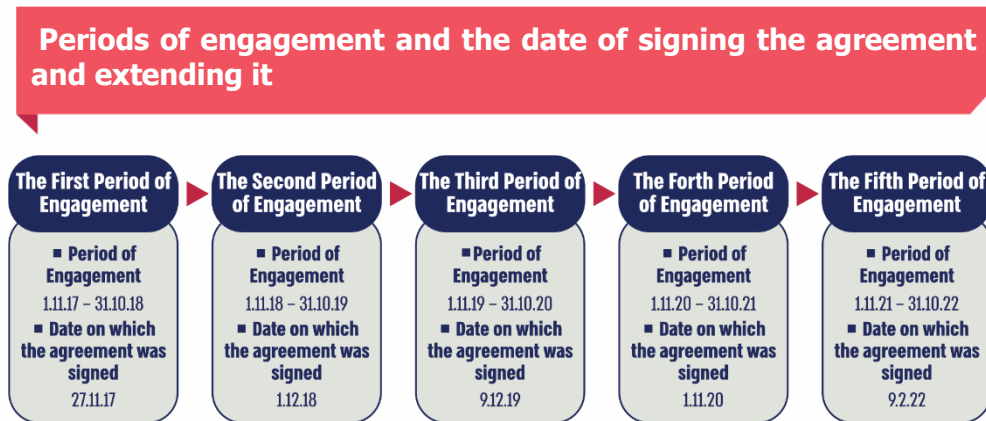 Periods of engagement and the date of signing the agreement
and extending it
The First Period of
Engagement
▪ Period of
Engagement
1.11.17 – 31.10.18
▪ Date on which
the agreement was
signed
27.11.17
The Second Period
of Engagement
▪ Period of
Engagement
1.11.18 – 31.10.19
▪ Date on which
the agreement was
signed
1.12.18
The Third Period of
Engagement
▪Period of
Engagement
1.11.19 – 31.10.20
▪ Date on which
the agreement was
signed
9.12.19
The Forth Period
of Engagement
▪ Period of
Engagement
1.11.20 – 31.10.21
▪ Date on which
the agreement was
signed
1.11.20
The Fifth Period of
Engagement
▪ Period of
Engagement
1.11.21 – 31.10.22
▪ Date on which
the agreement was
signed
9.2.22